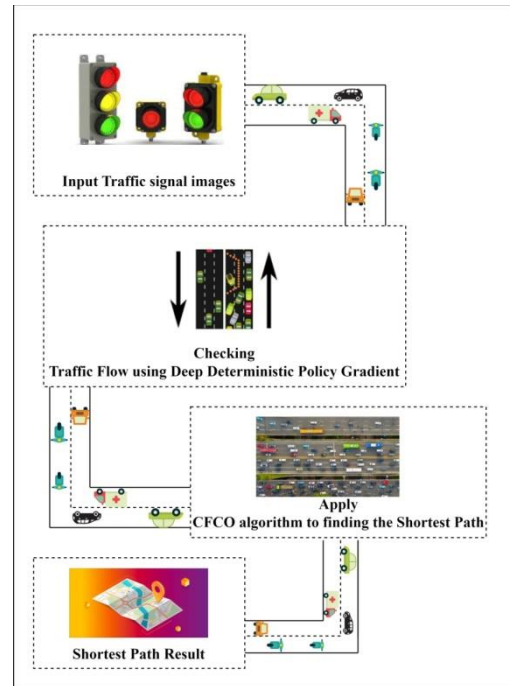 Input Traffic signal images
Checking
Traffic Flow using Deep Deterministic Policy Gradient
Apply
CFCO algorithm to finding the Shortest Path
Shortest Path Result